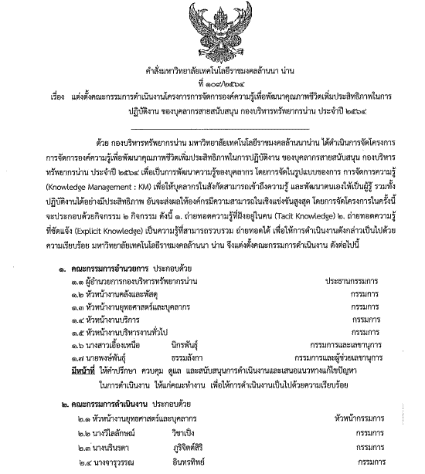 คำสั่งมหาวิทยาลัยเทคโนโลยีราชมงคลล้านนา น่าน
ที่ ๑๐๙/๒๕๖๔
เรื่อง แต่งตั้งคณะกรรมการดำเนินงานโครงการการจัดการองค์ความรู้เพื่อพัฒนาคุณภาพชีวิตเพิ่มประสิทธิภาพในการ
ปฏิบัติงาน ของบุคลากรสายสนับสนุน กองบริหารทรัพยากรน่าน ประจำปี ๒๕๖๔
ด้วย กองบริหารทรัพยากรน่าน มหาวิทยาลัยเทคโนโลยีราชมงคลล้านนาน่าน ได้ดำเนินการจัดโครงการ
การจัดการองค์ความรู้เพื่อพัฒนาคุณภาพชีวิตเพิ่มประสิทธิภาพในการปฏิบัติงาน ของบุคลากรสายสนับสนุน กองบริหาร
ทรัพยากรน่าน ประจำปี ๒๕๖๔ เพื่อเป็นการพัฒนาความรู้ของบุคลากร โดยการจัดในรูปแบบของการ การจัดการความรู้
(Knowledge Management : KM) เพื่อให้บุคลากรในสังกัดสามารถเข้าถึงความรู้ และพัฒนาตนเองให้เป็นผู้รู้ รวมทั้ง
ปฏิบัติงานได้อย่างมีประสิทธิภาพ อันจะส่งผลให้องค์กรมีความสามารถในเชิงแข่งขันสูงสุด โดยการจัดโครงการในครั้งนี้
จะประกอบด้วยกิจกรรม ๒ กิจกรรม ดังนี้ ๑. ถ่ายทอดความรู้ที่ฝังอยู่ในคน (Tacit Knowledge) ๒. ถ่ายทอดความรู้
ที่ชัดแจ้ง (Explicit Knowledge) เป็นความรู้ที่สามารถรวบรวม ถ่ายทอดได้ เพื่อให้การดำเนินงานดังกล่าวเป็นไปด้วย
ความเรียบร้อย มหาวิทยาลัยเทคโนโลยีราชมงคลล้านนา น่าน จึงแต่งตั้งคณะกรรมการดำเนินงาน ดังต่อไปนี้
๑. คณะกรรมการอำนวยการ ประกอบด้วย
๑.๑ ผู้อำนวยการกองบริหารทรัพยากรน่าน ประธานกรรมการ
๑.๒ หัวหน้างานคลังและพัสดุ กรรมการ
๑.๓ หัวหน้างานยุทธศาสตร์และบุคลากร กรรมการ
๑.๔ หัวหน้างานบริการ กรรมการ
๑.๕ หัวหน้างานบริหารงานทั่วไป กรรมการ
๑.๖ นางสาวเอื้องเหนือ นิกรพันธุ์ กรรมการและเลขานุการ
๑.๗ นายพงษ์พันธุ์ ธรรมลังกา กรรมการและผู้ช่วยเลขานุการ
มีหน้าที่ ให้คำปรึกษา ควบคุม ดูแล และสนับสนุนการดำเนินงานและเสนอแนวทางแก้ไขปัญหา
ในการดำเนินงาน ให้แก่คณะทำงาน เพื่อให้การดำเนินงานเป็นไปด้วยความเรียบร้อย
๒. คณะกรรมการดำเนินงาน ประกอบด้วย
๒.๑ หัวหน้างานยุทธศาสตร์และบุคลากร หัวหน้ากรรมการ
๒.๒ นางวิไลลักษณ์ วิชาเป็ง กรรมการ
๒.๓ นางนรินรดา ภูริจิตต์สิริ กรรมการ
๒.๔ นางจารุวรรณ อินทรทิพย์ กรรมการ